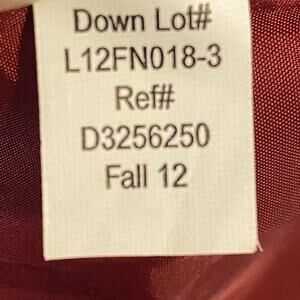 Down Lot#
L12FN018-3
Ref#
D3256250
Fall 12